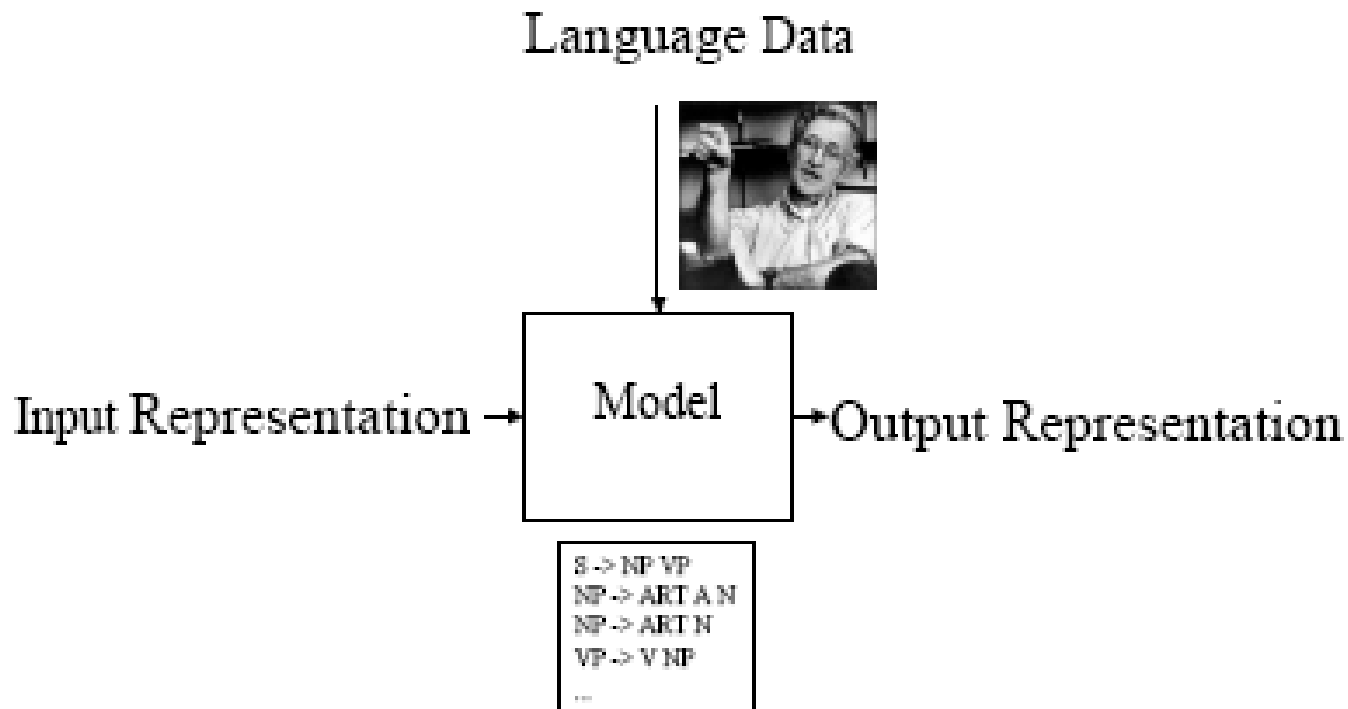 Language Data
Input Representation
Model
Output Representation
S -> NP VP
NP -> ART A N
NP -> ART N
VP -> V NP
...